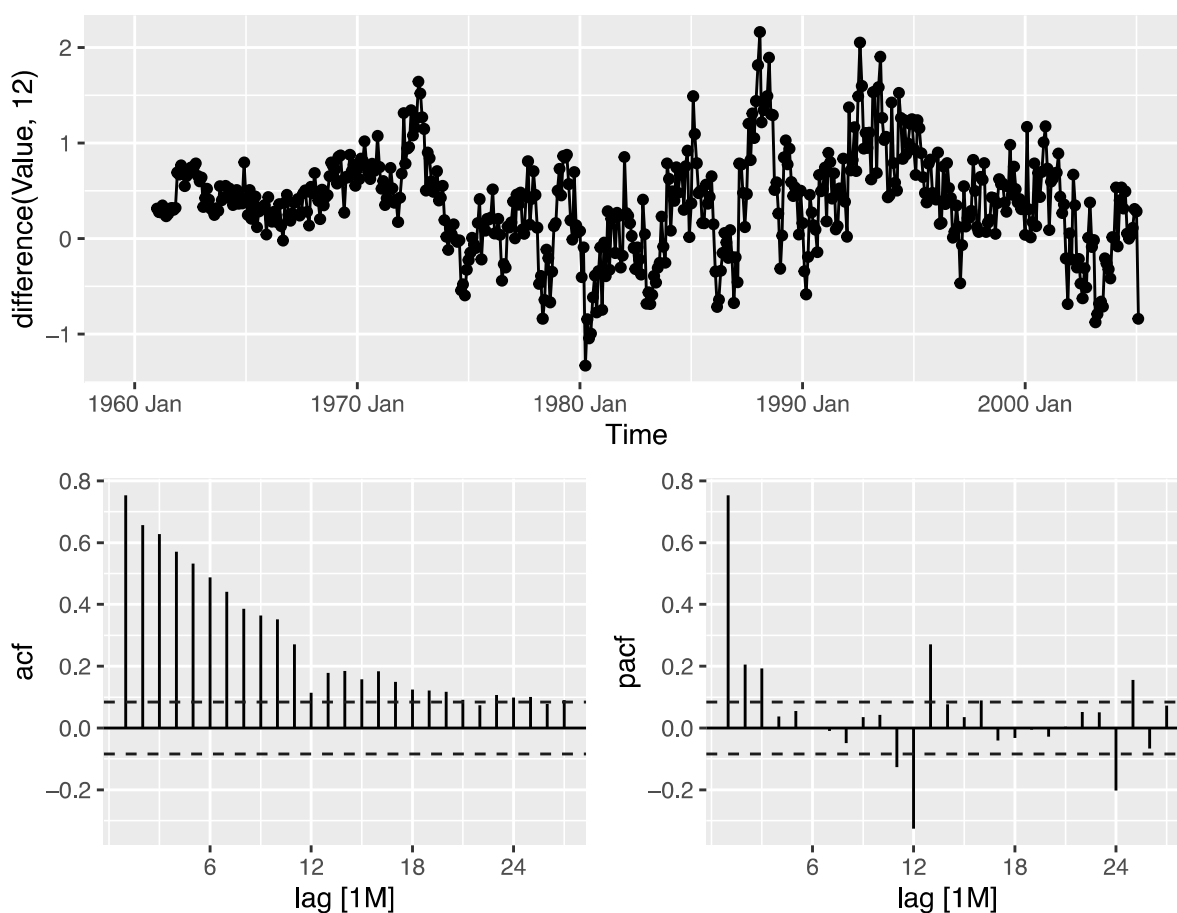 difference(Value, 12)
2
1
0
−1
1960 Jan
1970 Jan
1980 Jan
1990 Jan
2000 Jan
Time
acf
0.8
0.6
0.4
0.2
0.0
−0.2
6
12
18
24
lag [1M]
pacf
0.8
0.6
0.4
0.2
0.0
−0.2
6
12
18
24
lag [1M]